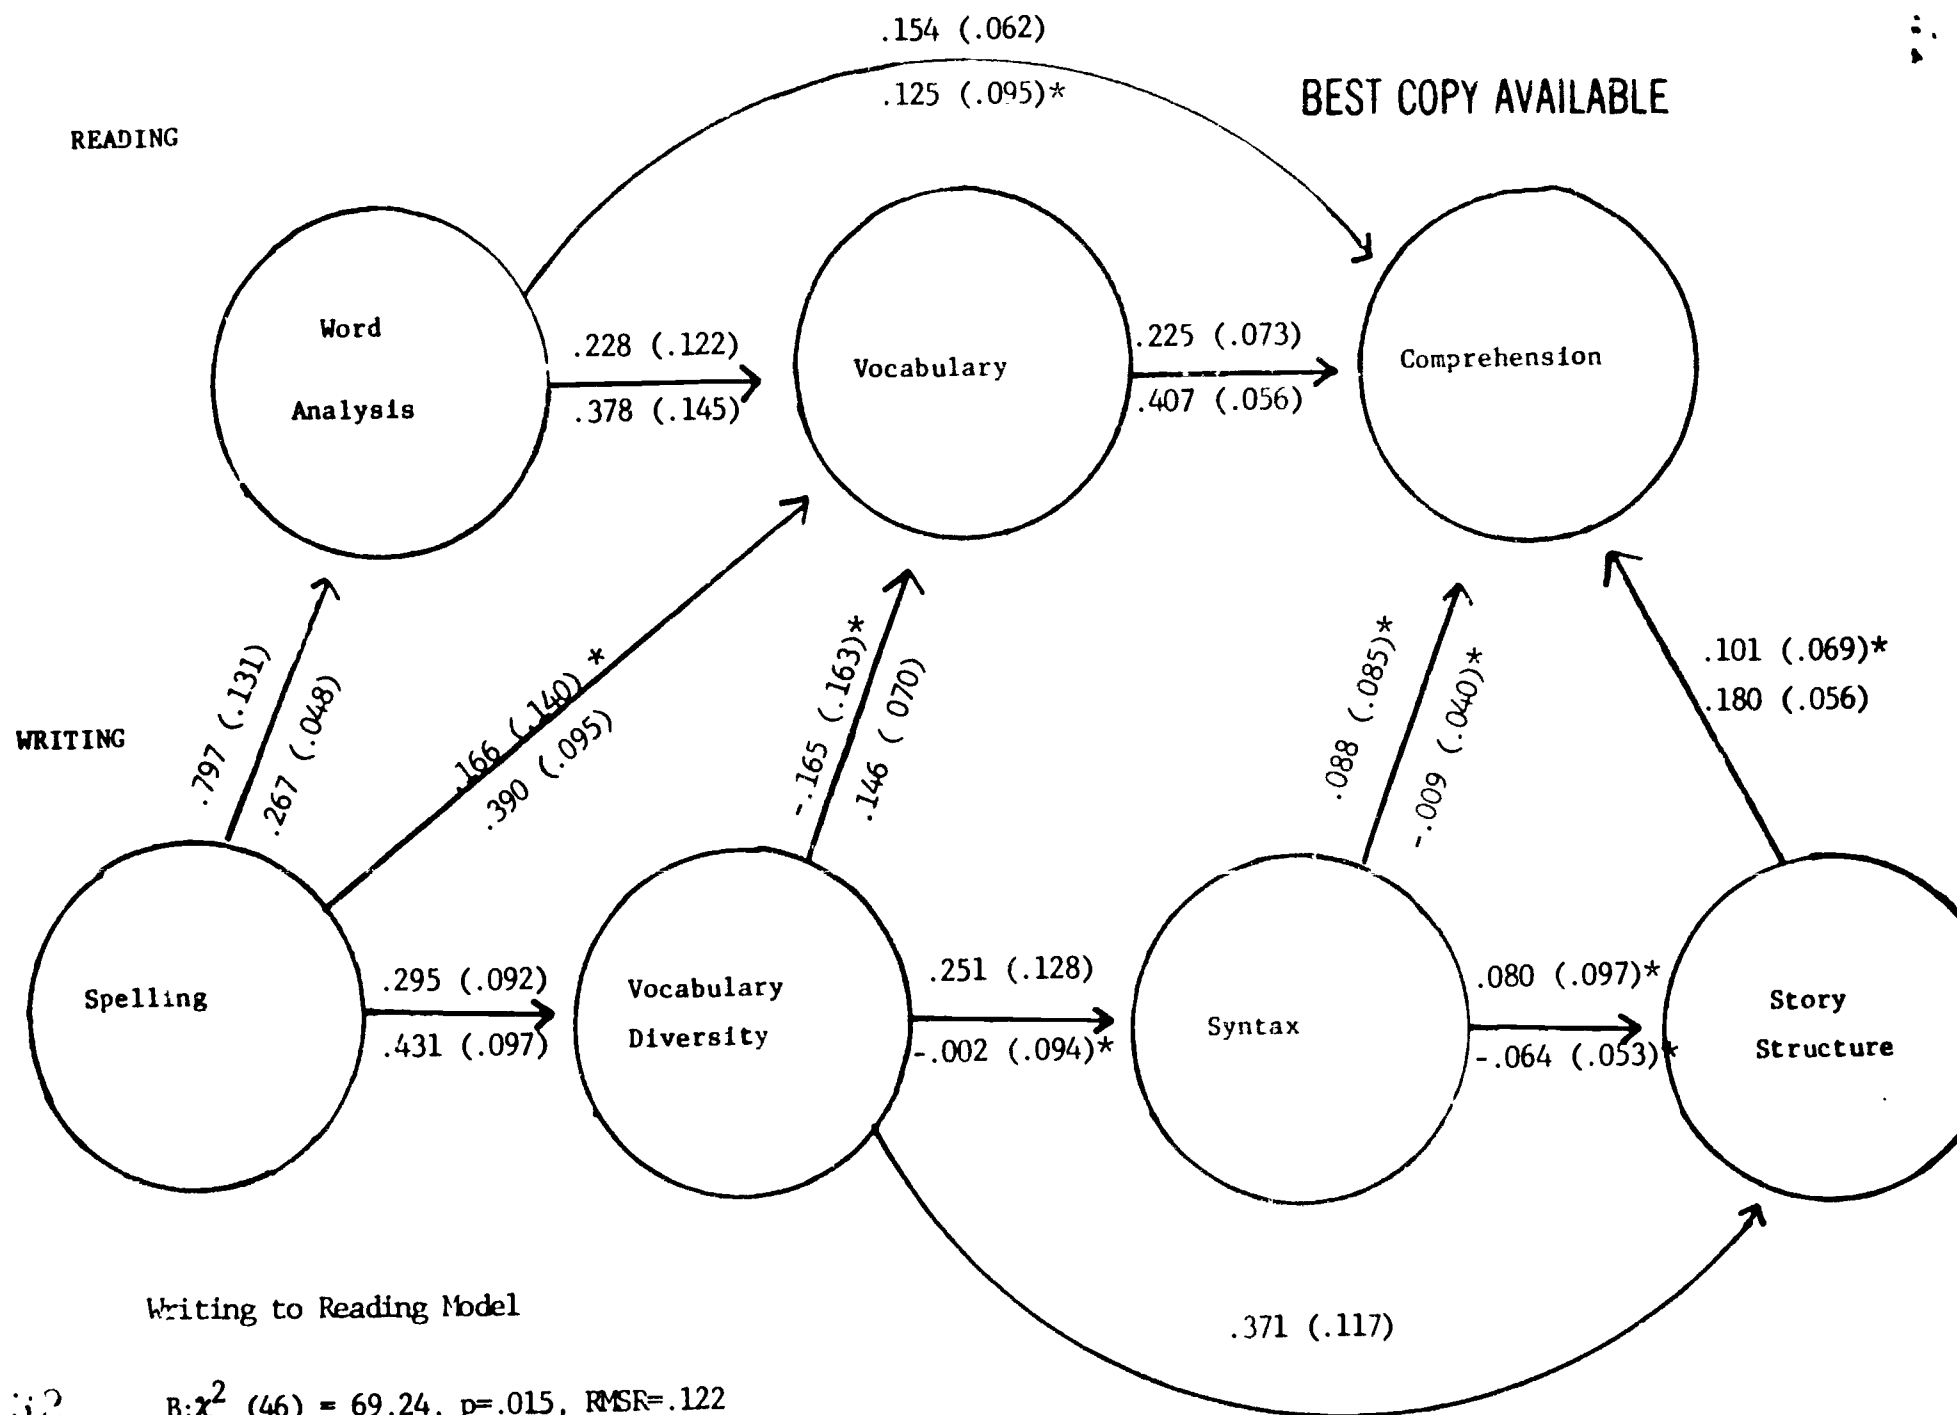 .154 (.062)
.125 (.095)*
BEST COPY AVAILABLE
READING
Word
Analysis
.228 (.122)
.378 (.145)
Vocabulary
.225 (.073)
.407 (.056)
Comprehension
WRITING
.797 (.131)
.267 (.048)
.166 (.140) *
.390 (.095)
-.165 (.163)*
.146 ( 070)
.088 (.085)*
-.009 (.040)*
.101 (.069)*
.180 (.056)
Spelling
.295 (.092)
.431 (.097)
Vocabulary
Diversity
.251 (.128)
-.002 (.094)*
Syntax
.080 (.097)*
-.064 (.053)*
Story
Structure
.371 (.117)
Writing to Reading Model
B:χ² (46) = 69.24, p=.015, RMSR=.122